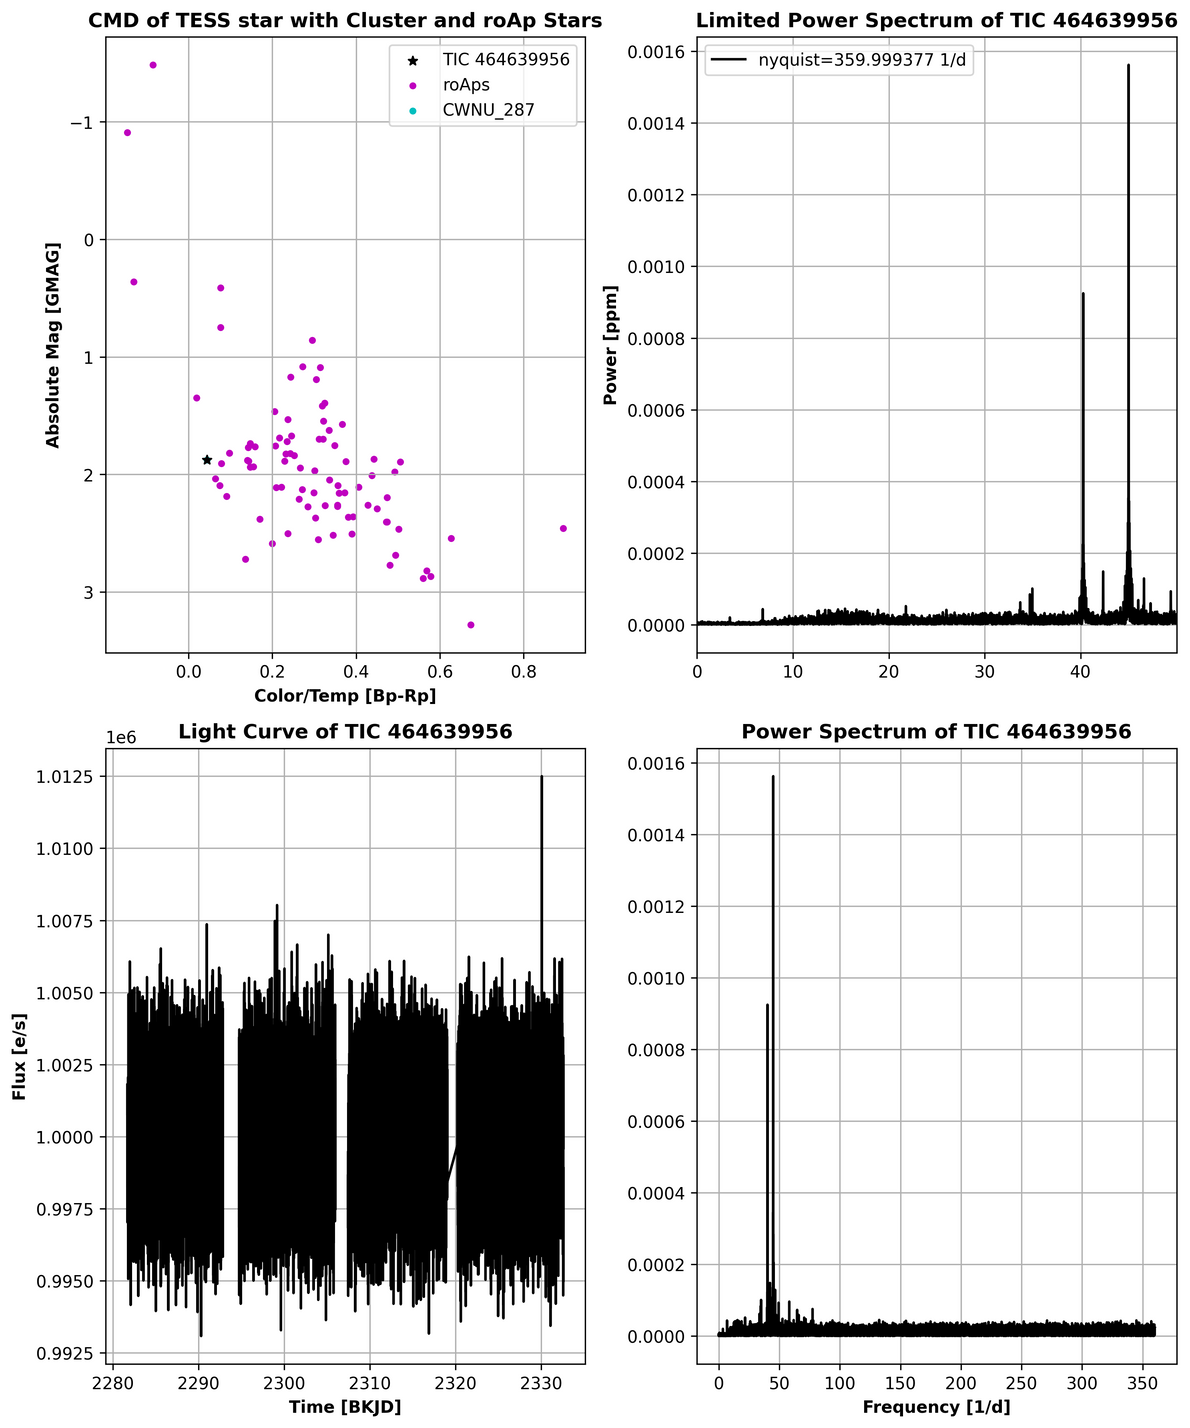 CMD of TESS star with Cluster and roAp Stars
TIC 464639956
roAps
CWNU_287
−1
0
1
2
3
Absolute Mag [GMAG]
0.0 0.2 0.4 0.6 0.8
Color/Temp [Bp-Rp]
Limited Power Spectrum of TIC 464639956
nyquist=359.999377 1/d
0.0016
0.0014
0.0012
0.0010
0.0008
0.0006
0.0004
0.0002
0.0000
Power [ppm]
0 10 20 30 40
Light Curve of TIC 464639956
1e6
1.0125
1.0100
1.0075
1.0050
1.0025
1.0000
0.9975
0.9950
0.9925
Flux [e/s]
2280 2290 2300 2310 2320 2330
Time [BKJD]
Power Spectrum of TIC 464639956
0.0016
0.0014
0.0012
0.0010
0.0008
0.0006
0.0004
0.0002
0.0000
0 50 100 150 200 250 300 350
Frequency [1/d]